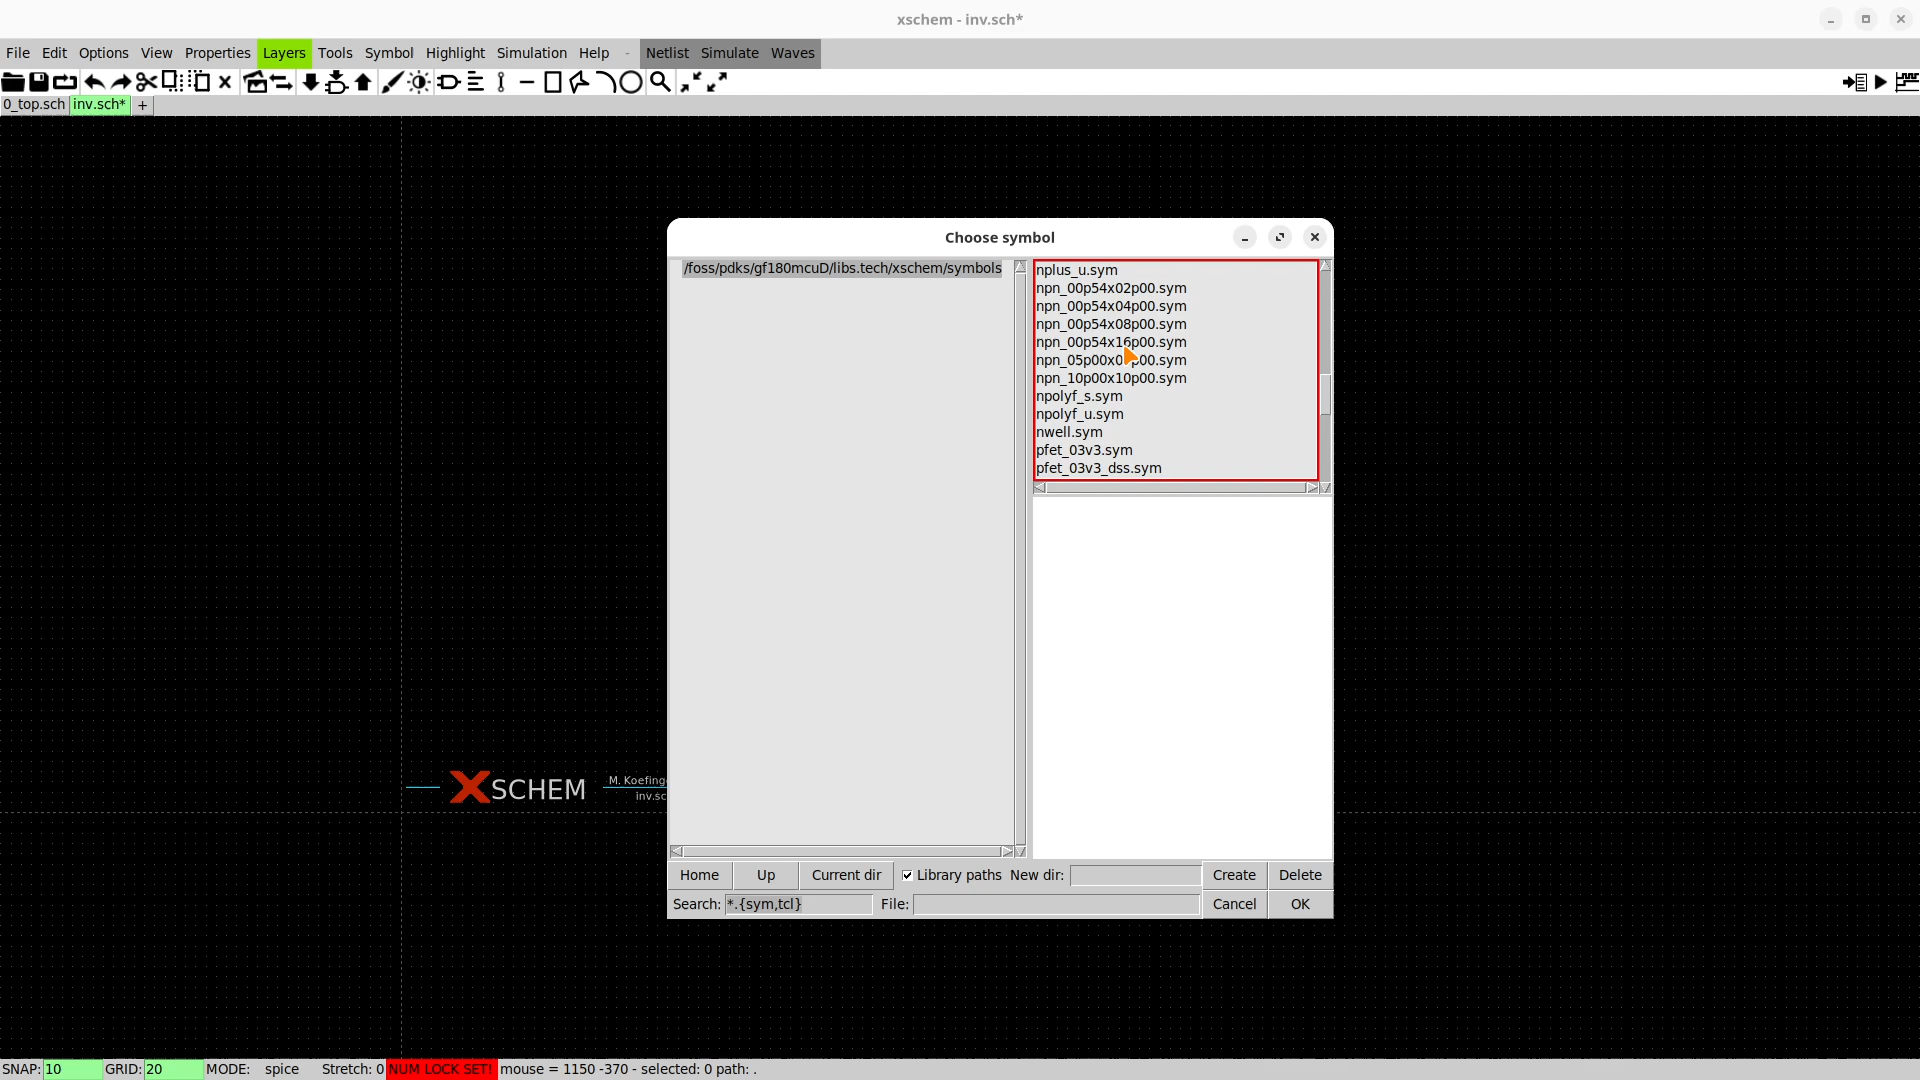 xschem - inv.sch*
File Edit Options View Properties Layers Tools Symbol Highlight Simulation Help - Netlist Simulate Waves
0_top.sch inv.sch* +
Choose symbol
/foss/pdks/gf180mcuD/libs.tech/xschem/symbols
nplus_u.sym
npn_00p54x02p00.sym
npn_00p54x04p00.sym
npn_00p54x08p00.sym
npn_00p54x16p00.sym
npn_10p00x10p00.sym
npolyf_s.sym
npolyf_u.sym
nwell.sym
pfet_03v3.sym
pfet_03v3_dss.sym
XSCHEM
M. Koefing
inv.sc
Home Up Current dir Library paths New dir: Create Delete
Search: *.{sym,tcl} File: Cancel OK
SNAP: 10 GRID: 20 MODE: spice Stretch: 0 NUM LOCK SET! mouse = 1150 -370 - selected: 0 path: .